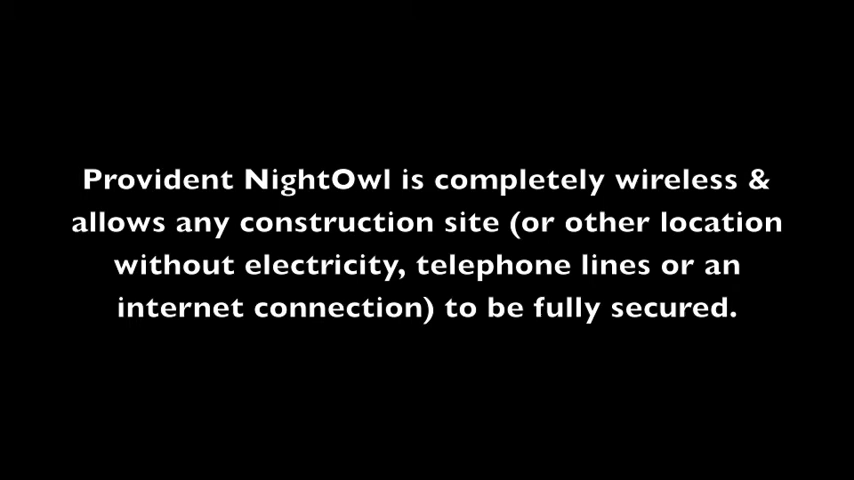 Provident NightOwl is completely wireless &
allows any construction site (or other location
without electricity, telephone lines or an
internet connection) to be fully secured.